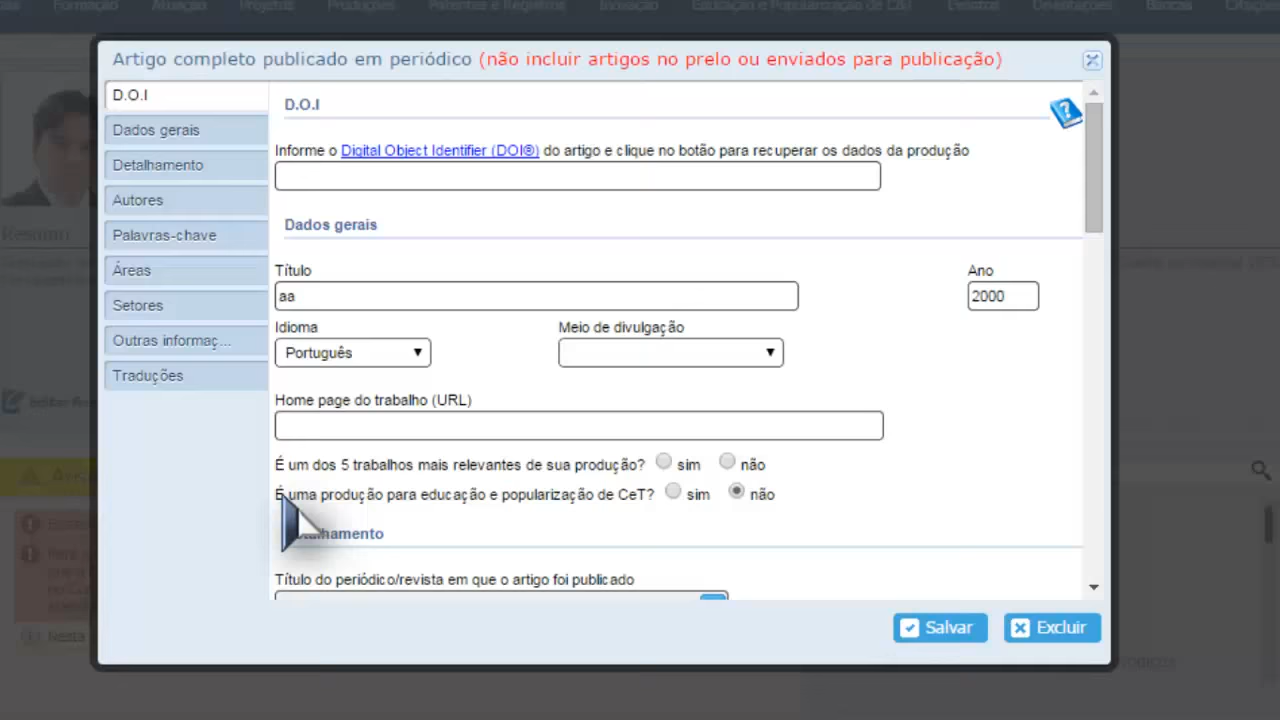 Formação Atuação Projetos Produções Patentes e Registros Inovação Educação e Popularização de C&T Eventos Orientações Bancas Citações
Artigo completo publicado em periódico (não incluir artigos no prelo ou enviados para publicação)
D.O.I
Dados gerais
Detalhamento
Autores
Palavras-chave
Áreas
Setores
Outras informaç...
Traduções
D.O.I
Informe o Digital Object Identifier (DOI®) do artigo e clique no botão para recuperar os dados da produção
Dados gerais
Título
Ano
aa
2000
Idioma
Meio de divulgação
Português
Home page do trabalho (URL)
É um dos 5 trabalhos mais relevantes de sua produção? sim não
É uma produção para educação e popularização de CeT? sim não
lhamento
Título do periódico/revista em que o artigo foi publicado
Salvar
Excluir
Resumo
Nesta